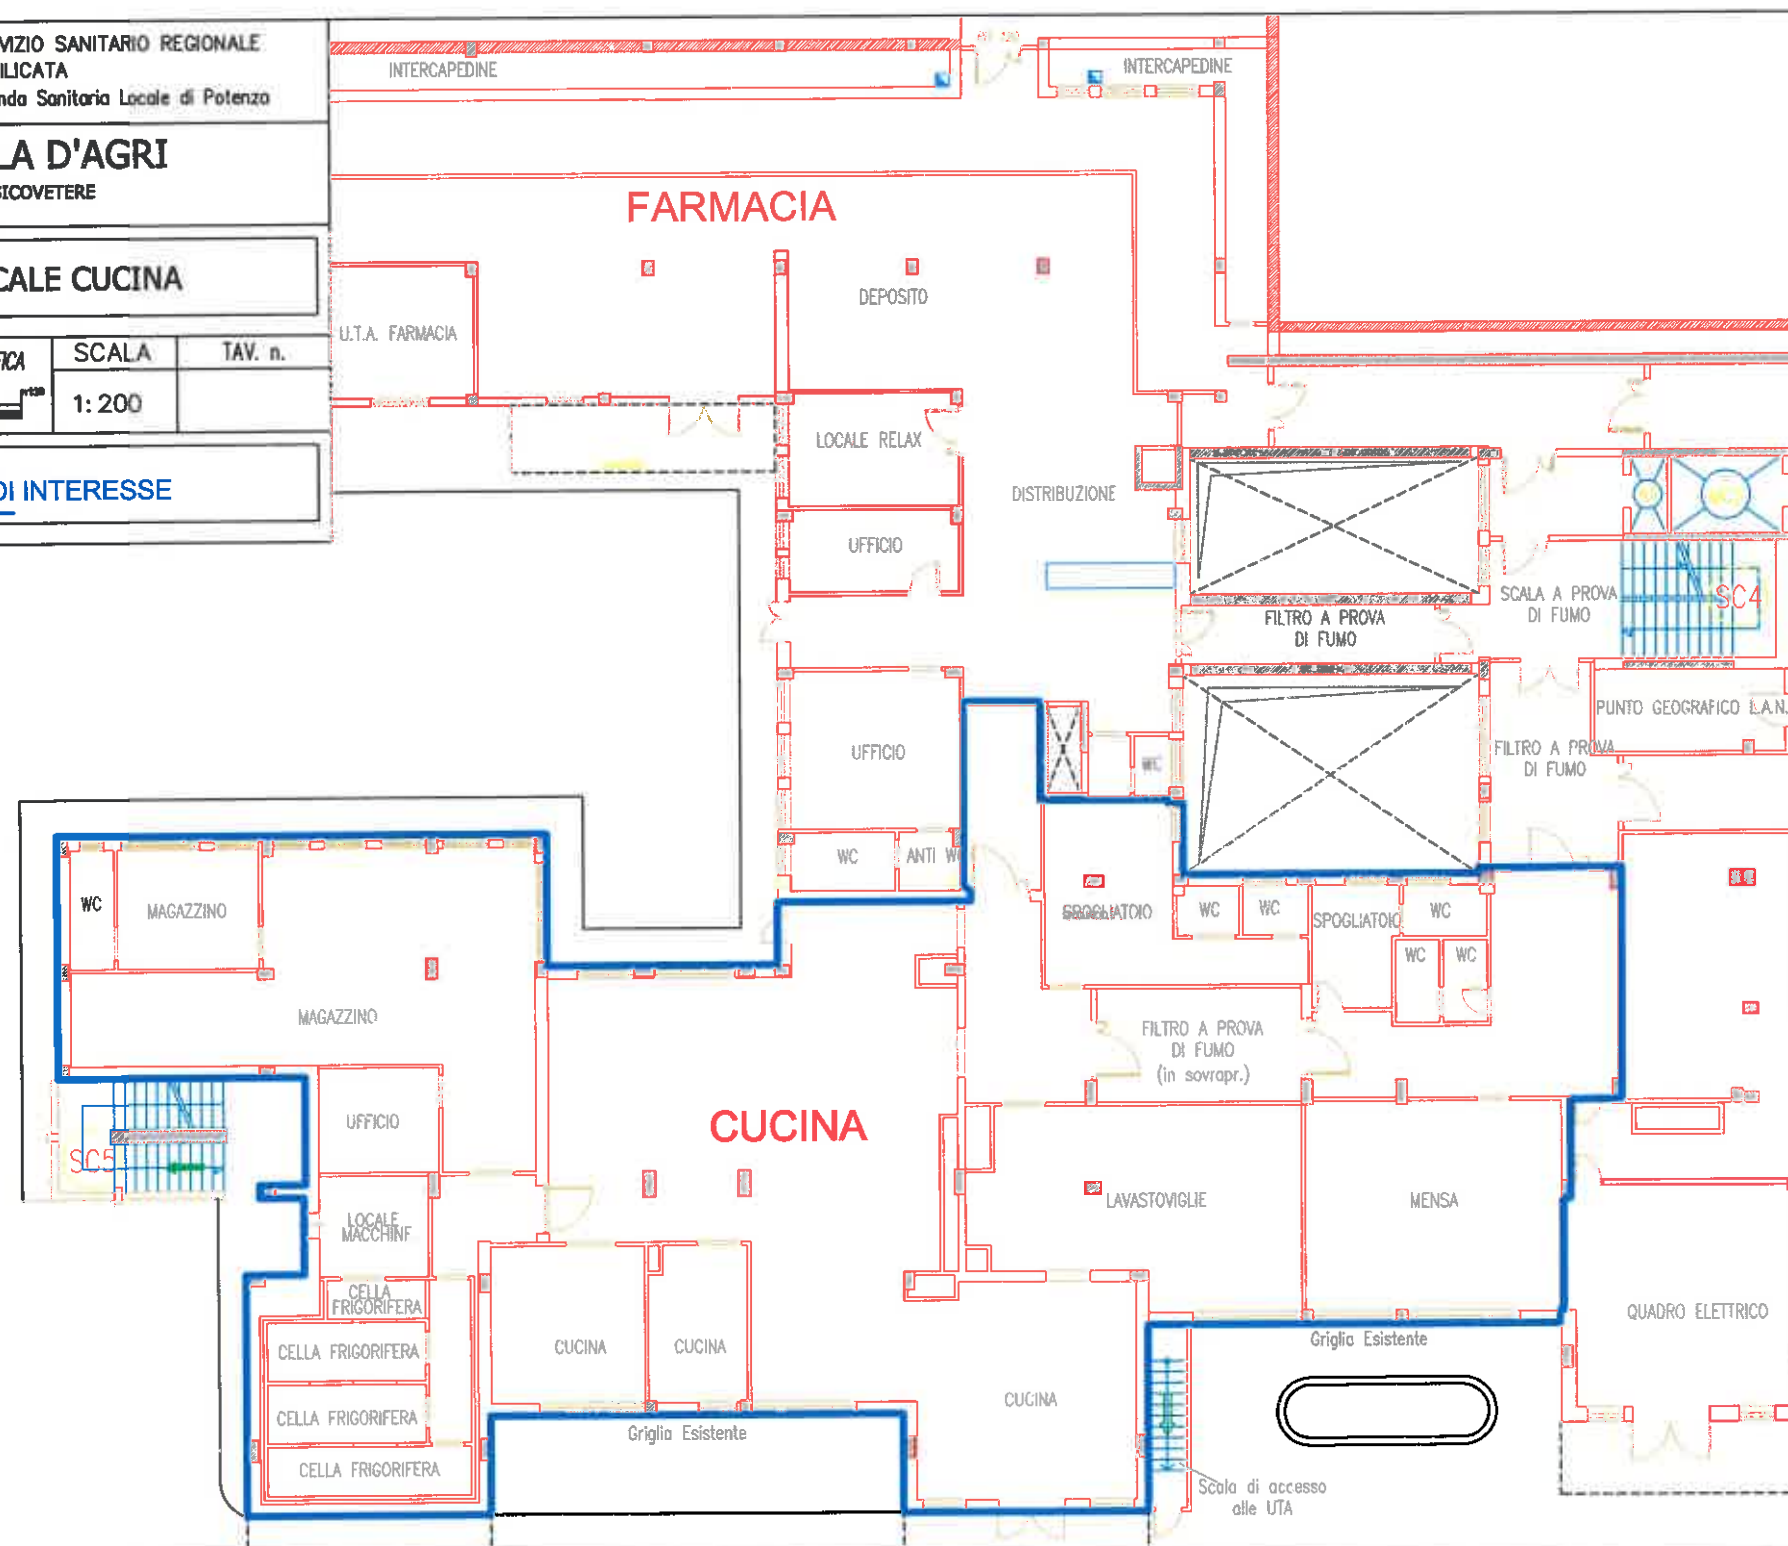 VIZIO SANITARIO REGIONALE
ILICATA
nda Sanitaria Locale di Potenza
LA D'AGRI
SICOVETERE
CALE CUCINA
FICA
SCALA
TAV. n.
1:200
DI INTERESSE
INTERCAPEDINE
INTERCAPEDINE
FARMACIA
DEPOSITO
U.T.A. FARMACIA
LOCALE RELAX
DISTRIBUZIONE
UFFICIO
SCALA A PROVA
DI FUMO
SC4
FILTRO A PROVA
DI FUMO
PUNTO GEOGRAFICO L.A.N.
FILTRO A PROVA
DI FUMO
UFFICIO
WC
WC
ANTI W
WC
MAGAZZINO
SPOGLIATOIO
WC
WC
SPOGLIATOIO
WC
WC
WC
MAGAZZINO
FILTRO A PROVA
DI FUMO
(in sovrapr.)
UFFICIO
CUCINA
SC5
LOCALE
MACCHINE
LAVASTOVIGLIE
MENSA
CELLA
FRIGORIFERA
QUADRO ELETTRICO
CELLA FRIGORIFERA
CUCINA
CUCINA
Griglia Esistente
CUCINA
CELLA FRIGORIFERA
Griglia Esistente
CELLA FRIGORIFERA
Scala di accesso
alle UTA